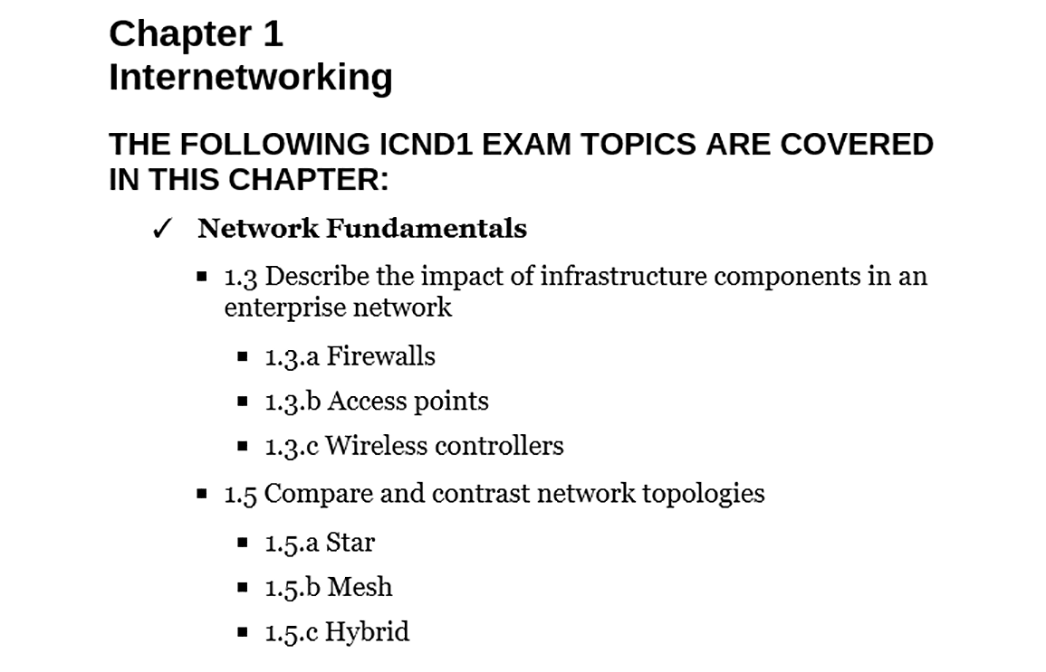 Chapter 1
Internetworking
THE FOLLOWING ICND1 EXAM TOPICS ARE COVERED
IN THIS CHAPTER:
✓ Network Fundamentals
▪ 1.3 Describe the impact of infrastructure components in an
enterprise network
▪ 1.3.a Firewalls
▪ 1.3.b Access points
▪ 1.3.c Wireless controllers
▪ 1.5 Compare and contrast network topologies
▪ 1.5.a Star
▪ 1.5.b Mesh
▪ 1.5.c Hybrid